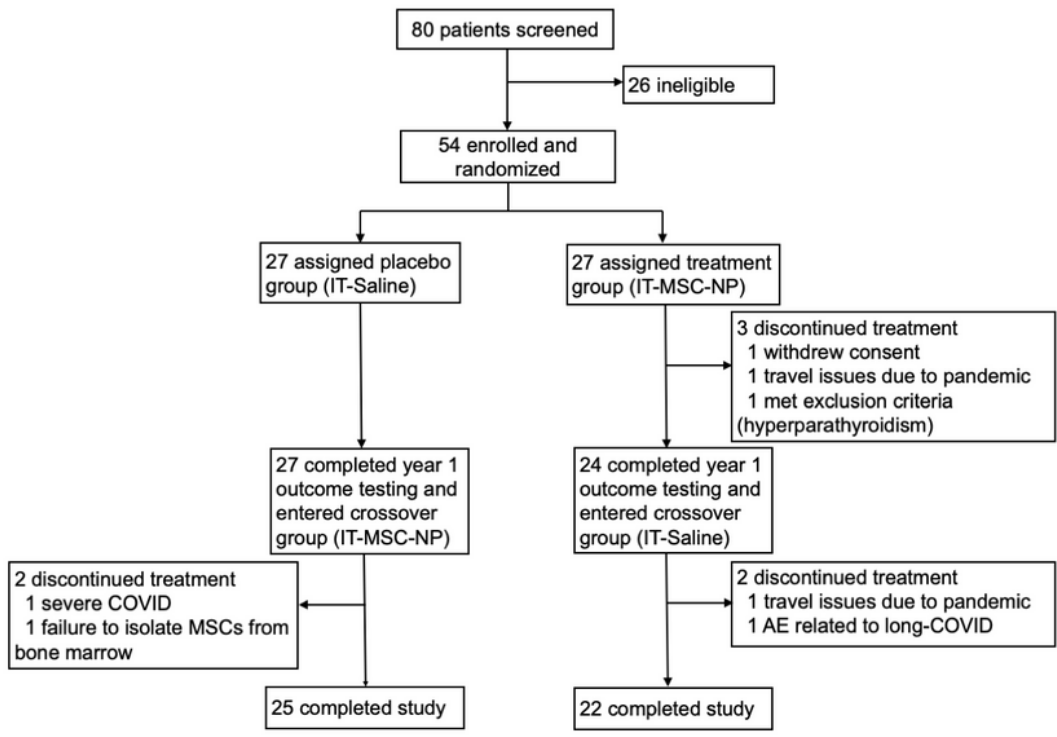 80 patients screened
26 ineligible
54 enrolled and
randomized
27 assigned placebo
group (IT-Saline)
27 assigned treatment
group (IT-MSC-NP)
3 discontinued treatment
1 withdrew consent
1 travel issues due to pandemic
1 met exclusion criteria
(hyperparathyroidism)
27 completed year 1
outcome testing and
entered crossover
group (IT-MSC-NP)
24 completed year 1
outcome testing and
entered crossover
group (IT-Saline)
2 discontinued treatment
1 severe COVID
1 failure to isolate MSCs from
bone marrow
2 discontinued treatment
1 travel issues due to pandemic
1 AE related to long-COVID
25 completed study
22 completed study